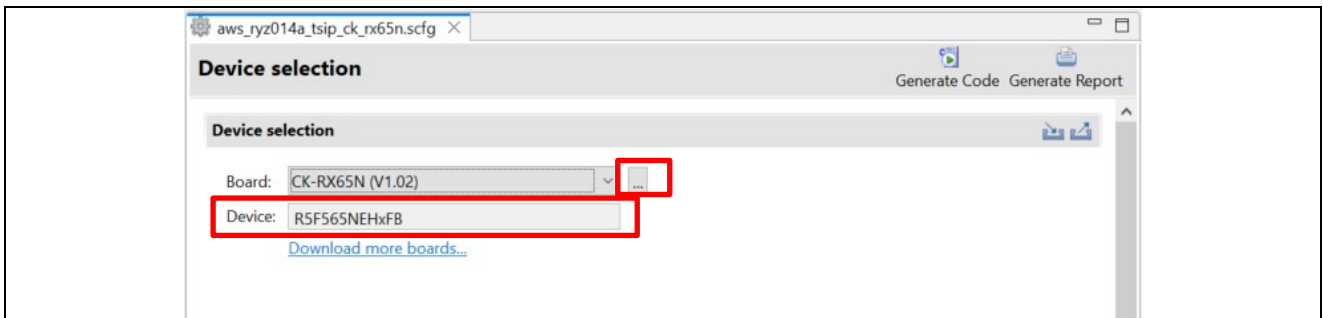 aws_ryz014a_tsip_ck_rx65n.scfg
Device selection
Generate Code Generate Report
Device selection
Board: CK-RX65N (V1.02) ...
Device: R5F565NEHxFB
Download more boards...